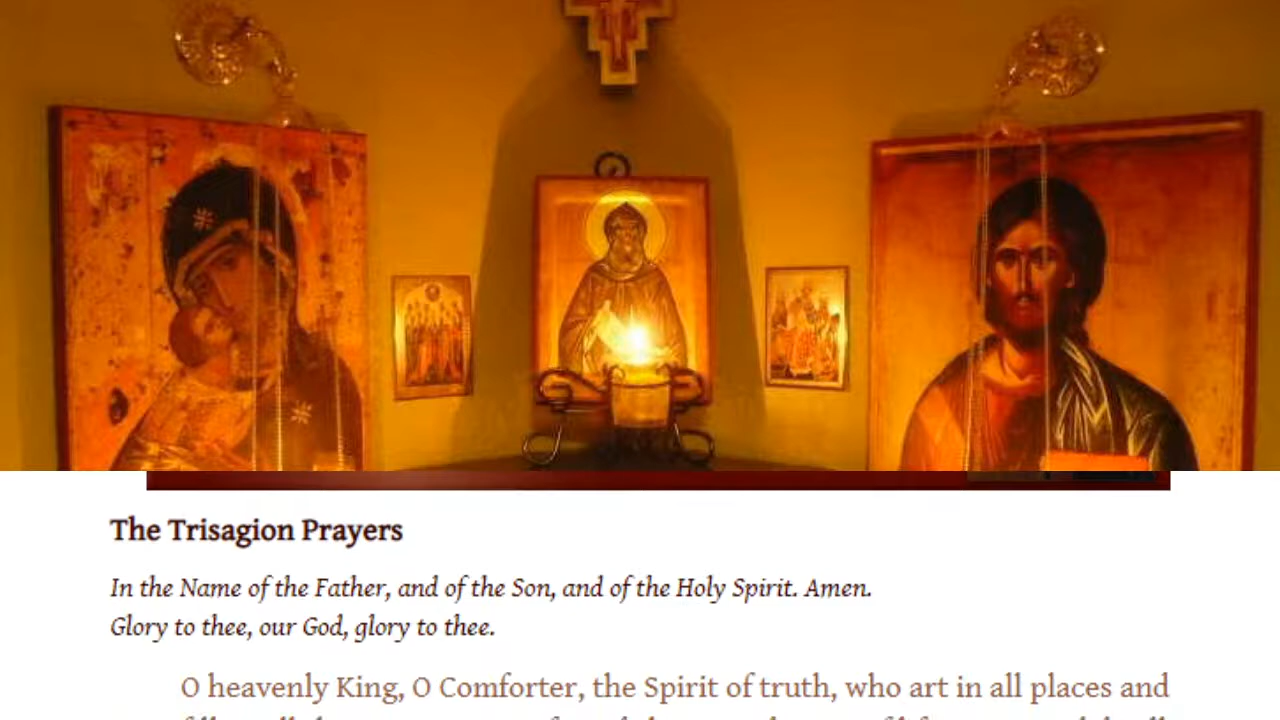 The Trisagion Prayers
In the Name of the Father, and of the Son, and of the Holy Spirit. Amen.
Glory to thee, our God, glory to thee.
O heavenly King, O Comforter, the Spirit of truth, who art in all places and